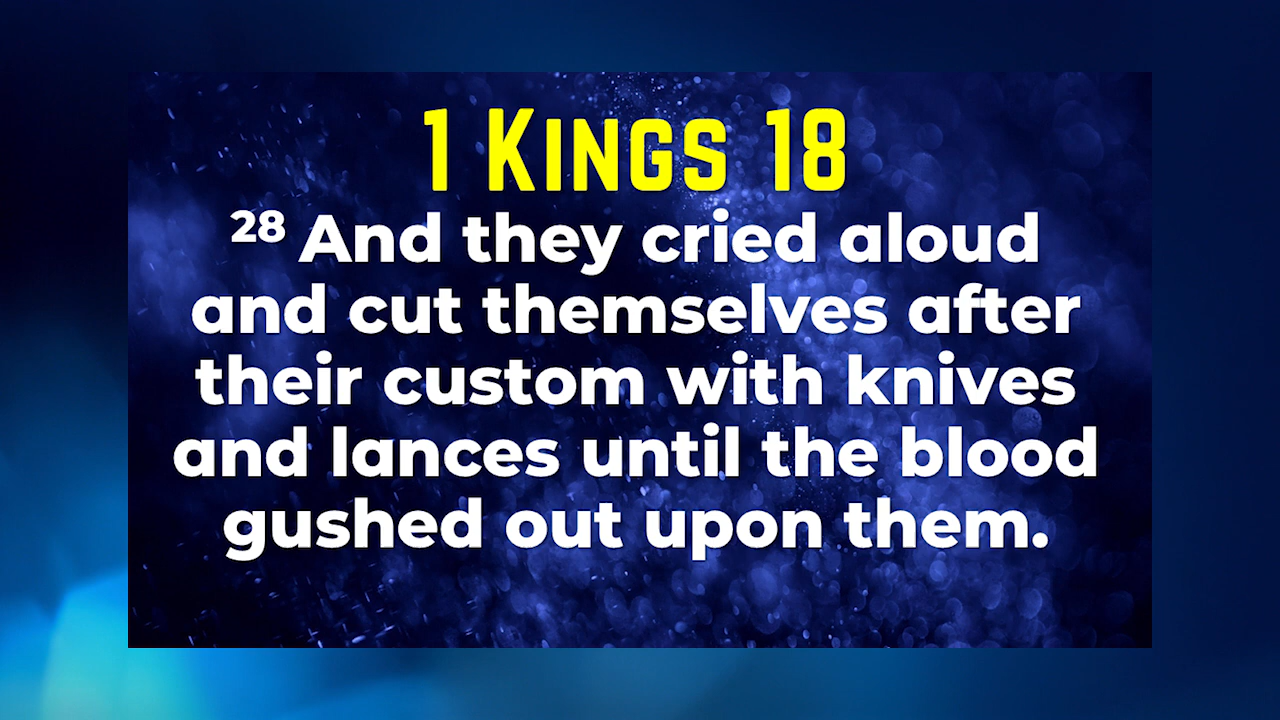 1 Kings 18
28 And they cried aloud
and cut themselves after
their custom with knives
and lances until the blood
gushed out upon them.